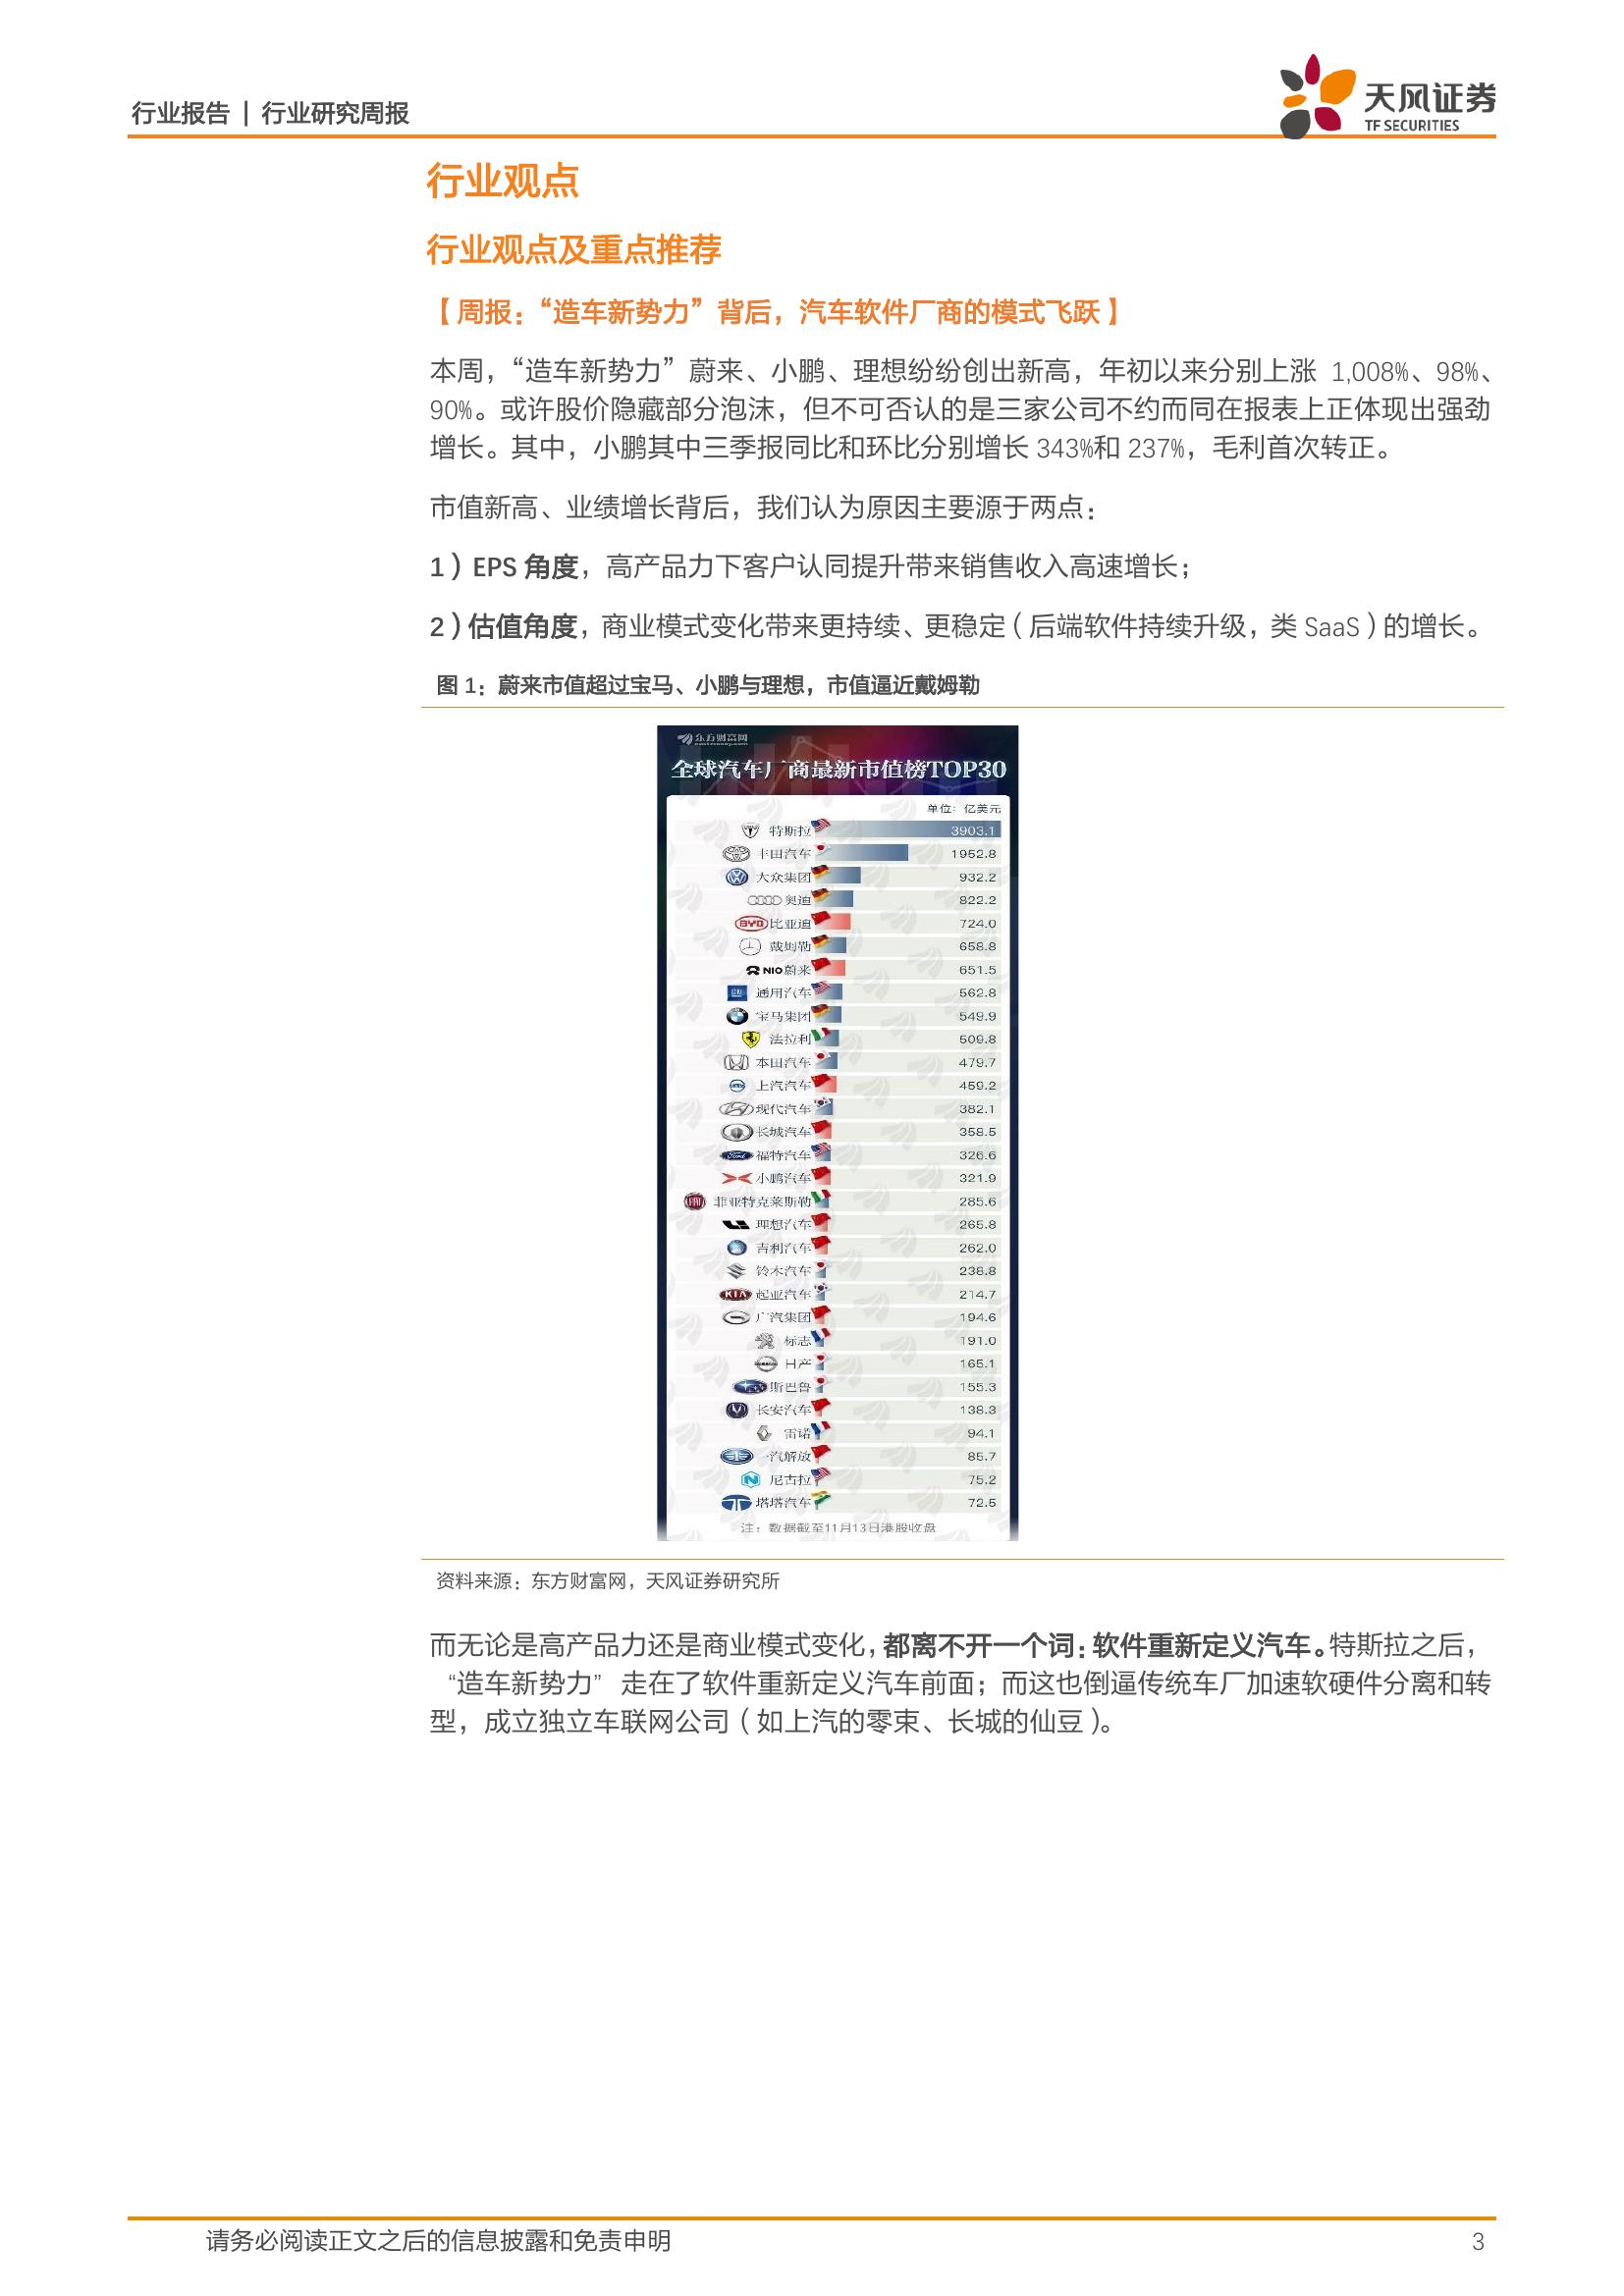 行业报告 | 行业研究周报
天风证券
TF SECURITIES
行业观点
行业观点及重点推荐
【周报：“造车新势力”背后，汽车软件厂商的模式飞跃】
本周，“造车新势力”蔚来、小鹏、理想纷纷创出新高，年初以来分别上涨 1,008%、98%、
90%。或许股价隐藏部分泡沫，但不可否认的是三家公司不约而同在报表上正体现出强劲
增长。其中，小鹏其中三季报同比和环比分别增长 343%和 237%，毛利首次转正。
市值新高、业绩增长背后，我们认为原因主要源于两点：
1）EPS 角度，高产品力下客户认同提升带来销售收入高速增长；
2）估值角度，商业模式变化带来更持续、更稳定（后端软件持续升级，类 SaaS）的增长。
图 1：蔚来市值超过宝马、小鹏与理想，市值逼近戴姆勒
东方财富网
全球汽车厂商最新市值榜TOP30
单位：亿美元
特斯拉 3903.1
丰田汽车 1952.8
大众集团 932.2
奥迪 822.2
BYD 比亚迪 724.0
戴姆勒 658.8
NIO 蔚来 651.5
GM 通用汽车 562.8
宝马集团 549.9
法拉利 509.8
本田汽车 479.7
上汽汽车 459.2
现代汽车 382.1
长城汽车 358.5
Ford 福特汽车 326.6
小鹏汽车 321.9
FIAT 菲亚特克莱斯勒 285.6
理想汽车 265.8
吉利汽车 262.0
铃木汽车 238.8
KIA 起亚汽车 214.7
广汽集团 194.6
标志 191.0
日产 165.1
斯巴鲁 155.3
长安汽车 138.3
雷诺 94.1
一汽解放 85.7
尼古拉 75.2
塔塔汽车 72.5
注：数据截至11月13日港股收盘
资料来源：东方财富网，天风证券研究所
而无论是高产品力还是商业模式变化，都离不开一个词：软件重新定义汽车。特斯拉之后，
“造车新势力” 走在了软件重新定义汽车前面；而这也倒逼传统车厂加速软硬件分离和转
型，成立独立车联网公司（如上汽的零束、长城的仙豆）。
请务必阅读正文之后的信息披露和免责申明
3